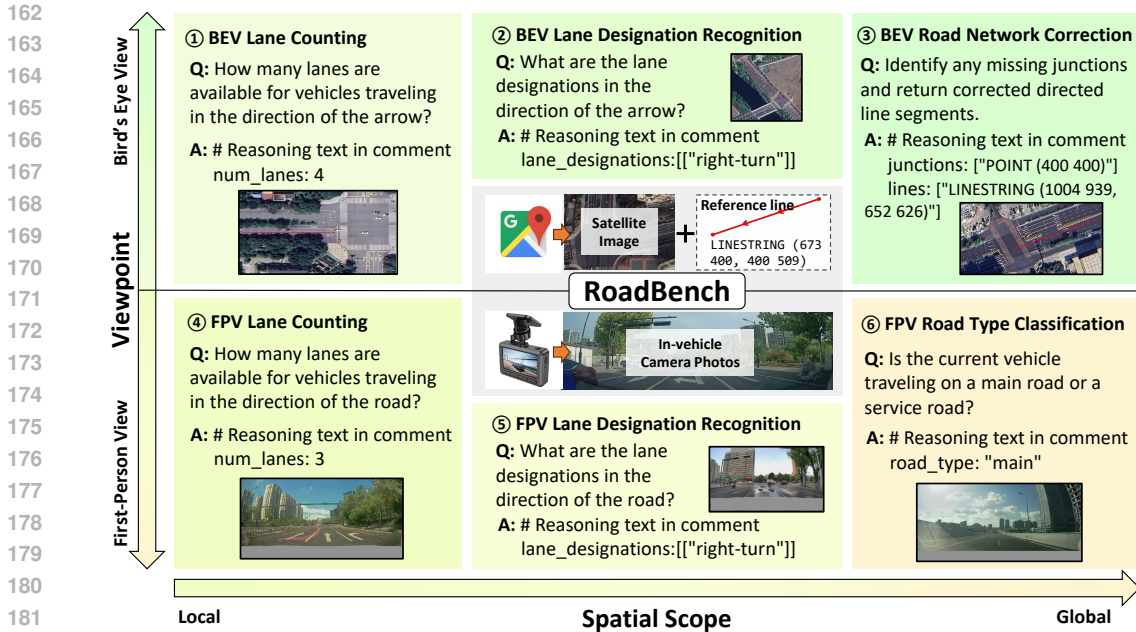 162
163
164
165
166
167
168
169
170
171
172
173
174
175
176
177
178
179
180
181
Viewpoint
Bird's Eye View
First-Person View
① BEV Lane Counting
Q: How many lanes are
available for vehicles traveling
in the direction of the arrow?
A: # Reasoning text in comment
num_lanes: 4
② BEV Lane Designation Recognition
Q: What are the lane
designations in the
direction of the arrow?
A: # Reasoning text in comment
lane_designations:[["right-turn"]]
③ BEV Road Network Correction
Q: Identify any missing junctions
and return corrected directed
line segments.
A: # Reasoning text in comment
junctions: ["POINT (400 400)"]
lines: ["LINESTRING (1004 939,
652 626)"]
G
Satellite
Image
+
Reference line
LINESTRING (673
400, 400 509)
RoadBench
In-vehicle
Camera Photos
④ FPV Lane Counting
Q: How many lanes are
available for vehicles traveling
in the direction of the road?
A: # Reasoning text in comment
num_lanes: 3
⑤ FPV Lane Designation Recognition
Q: What are the lane
designations in the
direction of the road?
A: # Reasoning text in comment
lane_designations:[["right-turn"]]
⑥ FPV Road Type Classification
Q: Is the current vehicle
traveling on a main road or a
service road?
A: # Reasoning text in comment
road_type: "main"
Local
Spatial Scope
Global